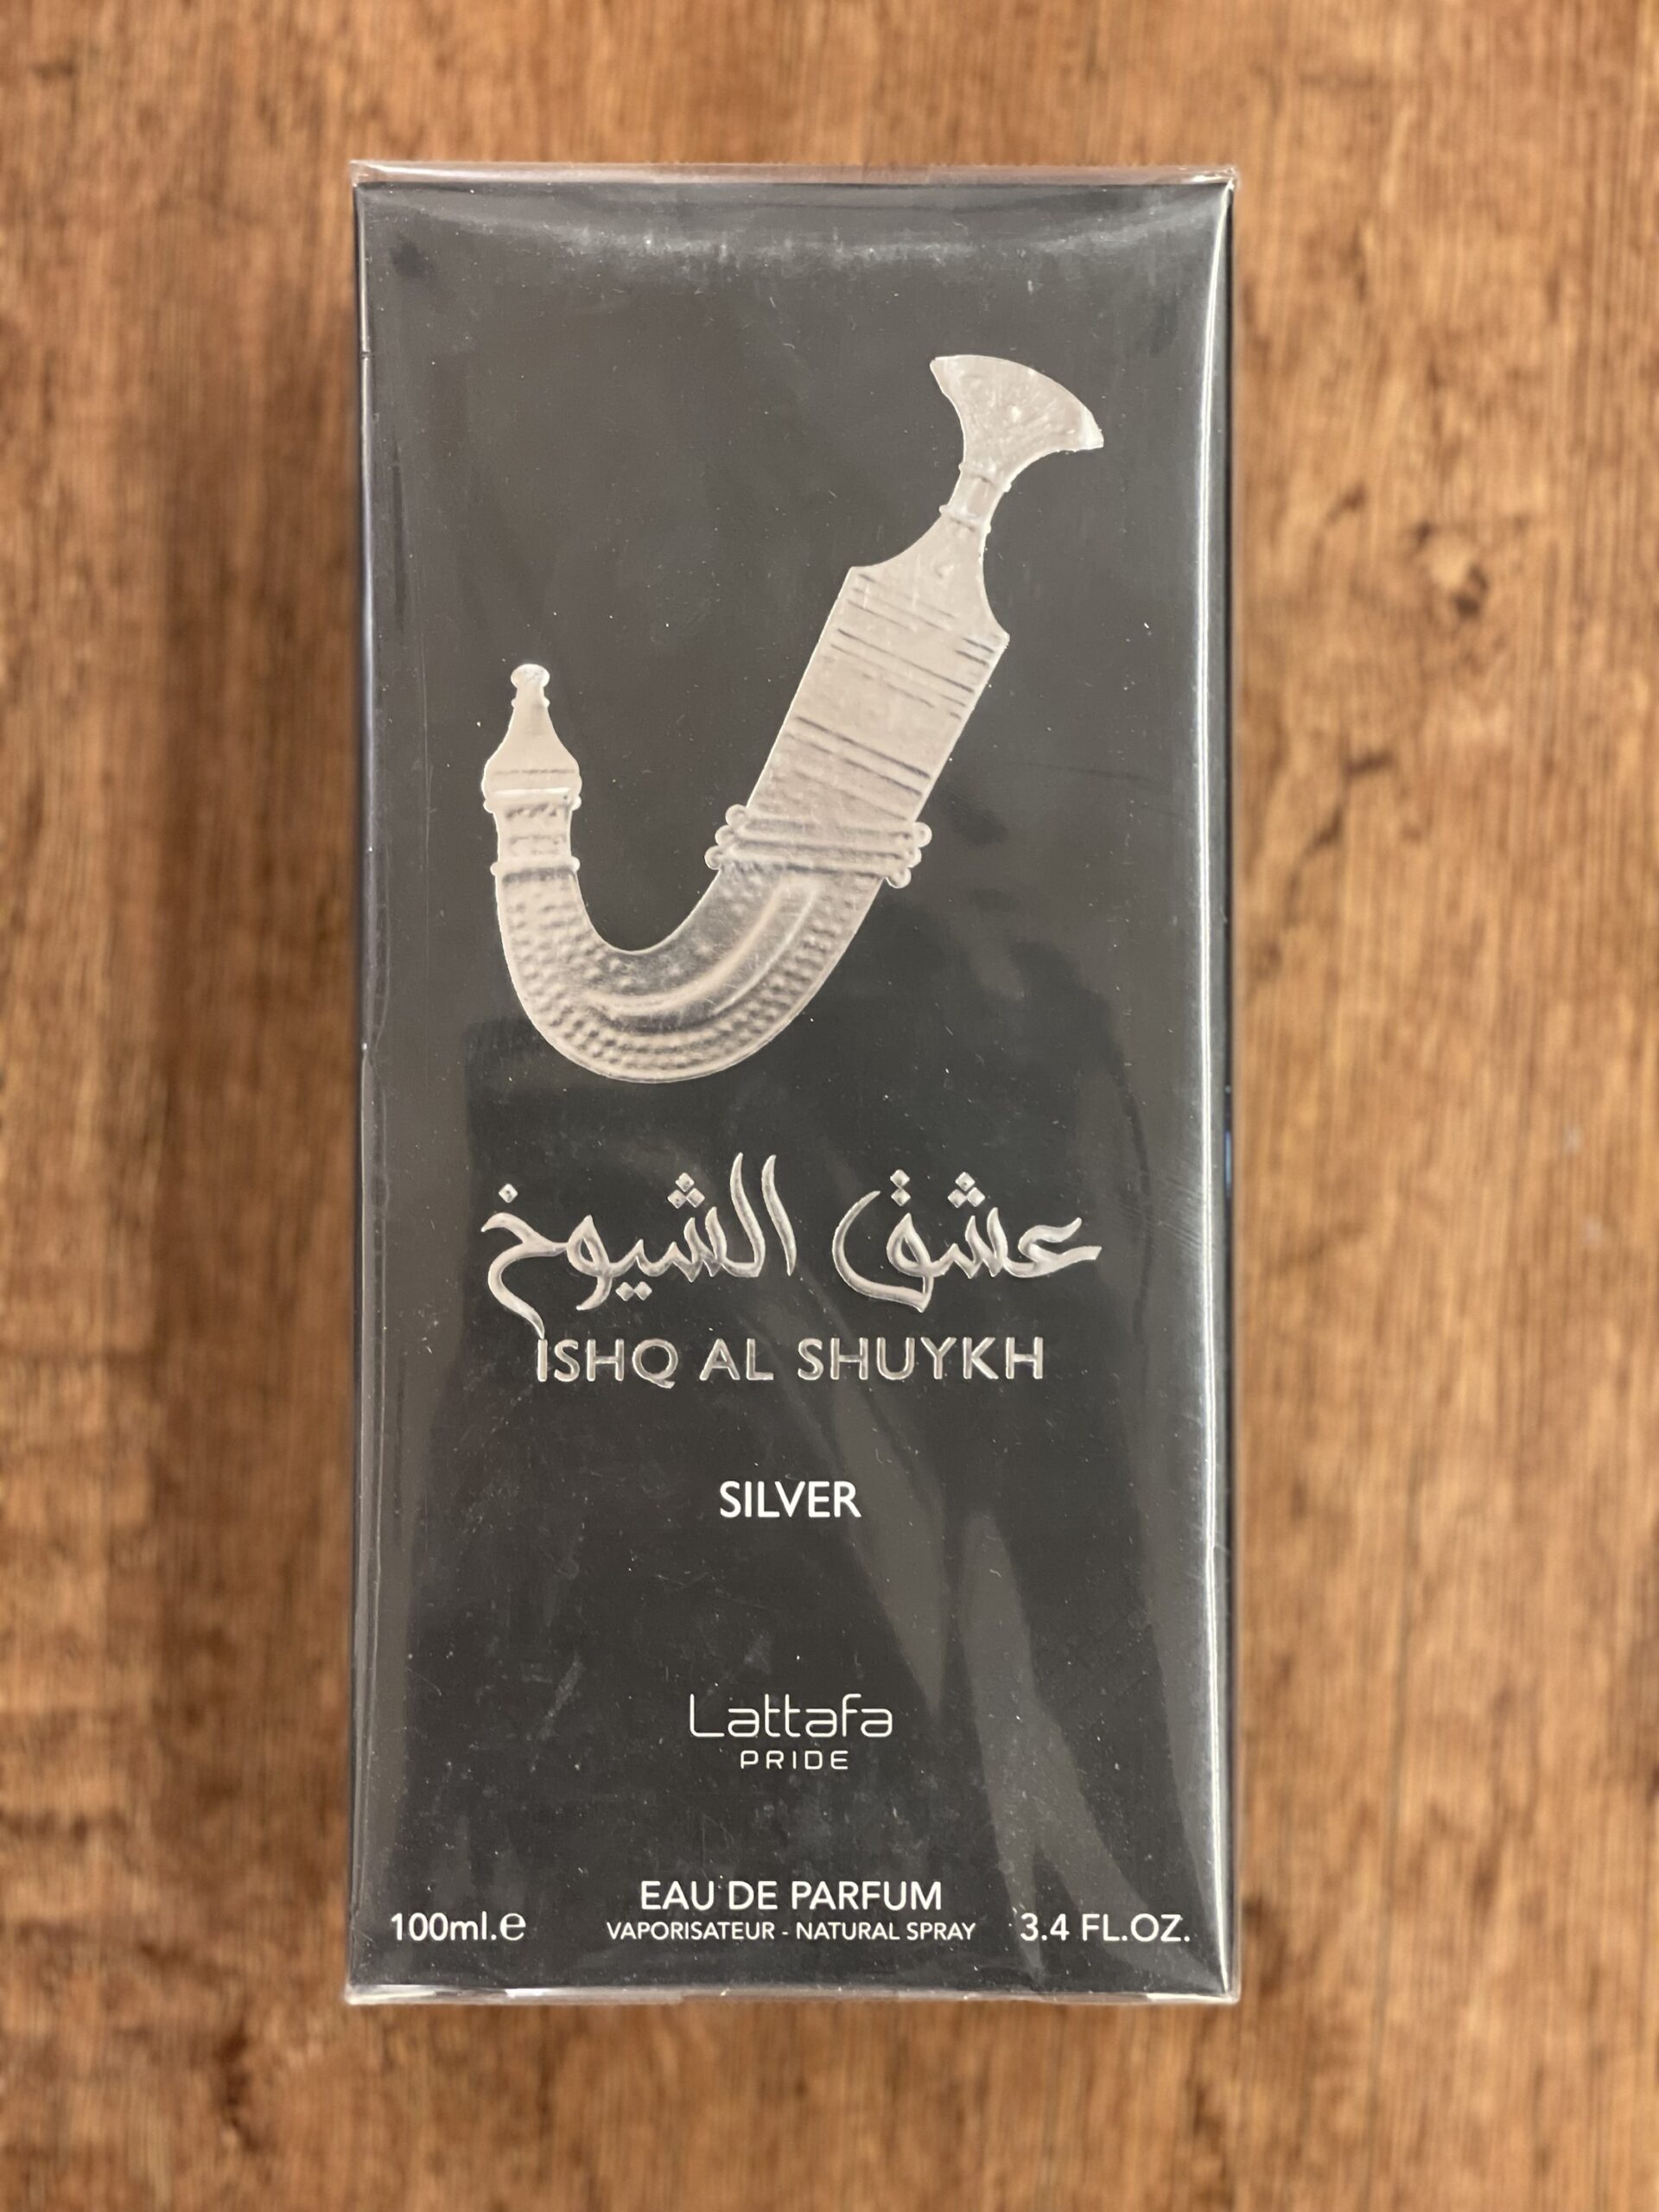 عشق الشيوخ
ISHQ AL SHUYKH
SILVER
Lattafa
PRIDE
EAU DE PARFUM
100ml.e VAPORISATEUR - NATURAL SPRAY 3.4 FL.OZ.